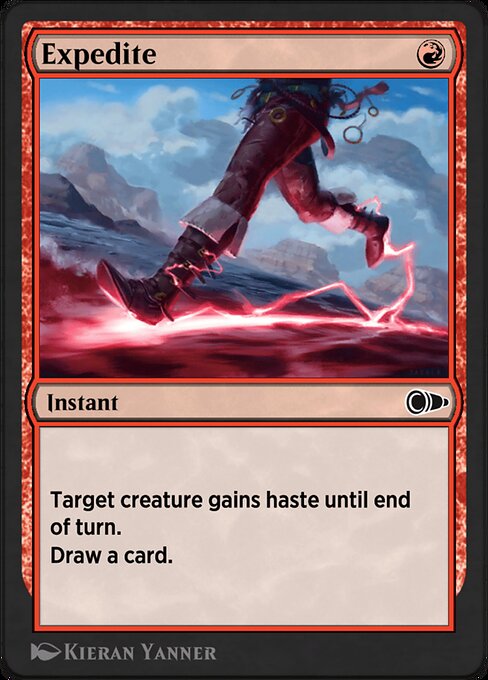 Expedite
Instant
Target creature gains haste until end
of turn.
Draw a card.
Kieran Yanner